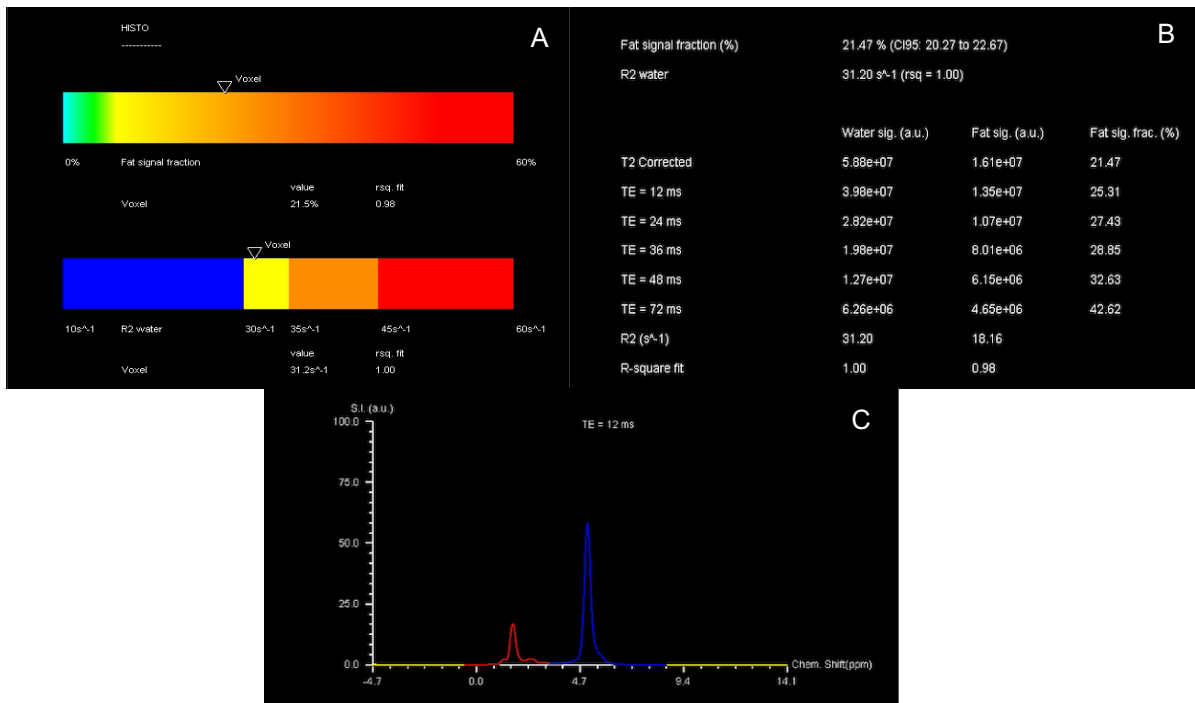 A
HISTO
-----------
Voxel
0% Fat signal fraction 60%
value rsq. fit
Voxel 21.5% 0.98
Voxel
10s^-1 R2 water 30s^-1 35s^-1 45s^-1 60s^-1
value rsq. fit
Voxel 31.2s^-1 1.00
B
Fat signal fraction (%) 21.47 % (CI95: 20.27 to 22.67)
R2 water 31.20 s^-1 (rsq = 1.00)
Water sig. (a.u.) Fat sig. (a.u.) Fat sig. frac. (%)
T2 Corrected 5.88e+07 1.61e+07 21.47
TE = 12 ms 3.98e+07 1.35e+07 25.31
TE = 24 ms 2.82e+07 1.07e+07 27.43
TE = 36 ms 1.98e+07 8.01e+06 28.85
TE = 48 ms 1.27e+07 6.15e+06 32.63
TE = 72 ms 6.26e+06 4.65e+06 42.62
R2 (s^-1) 31.20 18.16
R-square fit 1.00 0.98
C
S.I. (a.u.)
TE = 12 ms
100.0
75.0
50.0
25.0
0.0
Chem. Shift(ppm)
-4.7 0.0 4.7 9.4 14.1